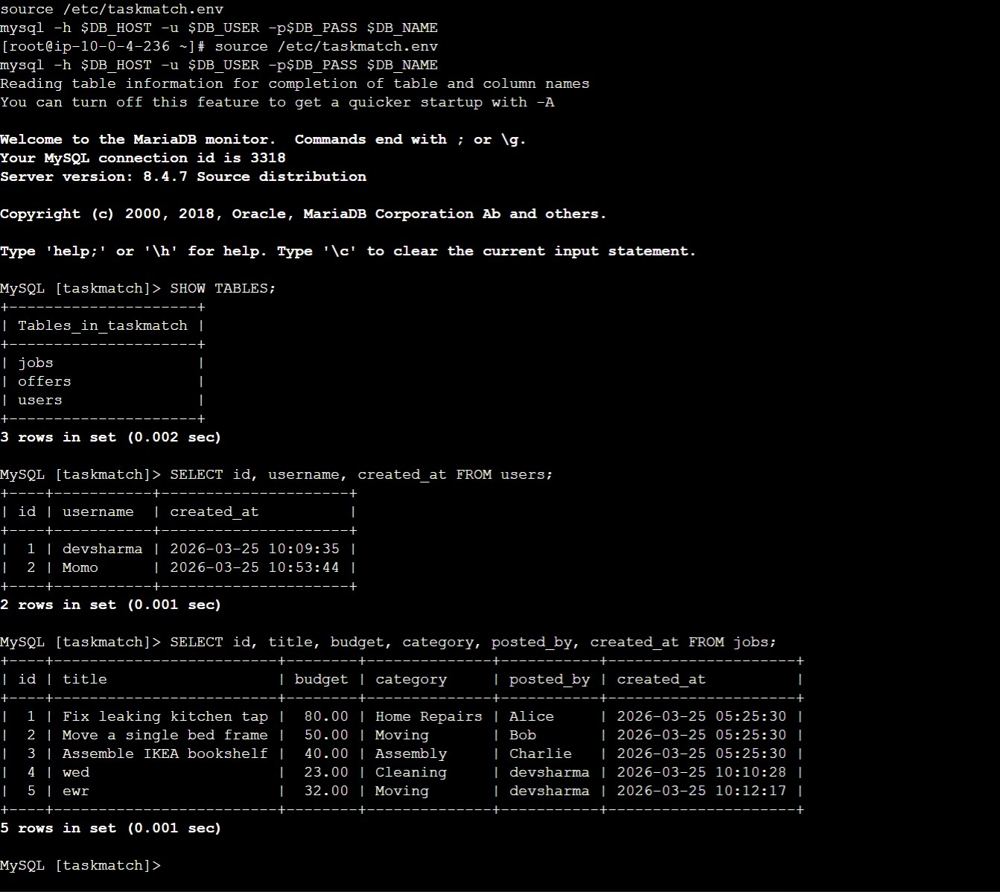 source /etc/taskmatch.env
mysql -h $DB_HOST -u $DB_USER -p$DB_PASS $DB_NAME
[root@ip-10-0-4-236 ~]# source /etc/taskmatch.env
mysql -h $DB_HOST -u $DB_USER -p$DB_PASS $DB_NAME
Reading table information for completion of table and column names
You can turn off this feature to get a quicker startup with -A

Welcome to the MariaDB monitor.  Commands end with ; or \g.
Your MySQL connection id is 3318
Server version: 8.4.7 Source distribution

Copyright (c) 2000, 2018, Oracle, MariaDB Corporation Ab and others.

Type 'help;' or '\h' for help. Type '\c' to clear the current input statement.

MySQL [taskmatch]> SHOW TABLES;
+---------------------+
| Tables_in_taskmatch |
+---------------------+
| jobs                |
| offers              |
| users               |
+---------------------+
3 rows in set (0.002 sec)

MySQL [taskmatch]> SELECT id, username, created_at FROM users;
+----+-----------+---------------------+
| id | username  | created_at          |
+----+-----------+---------------------+
|  1 | devsharma | 2026-03-25 10:09:35 |
|  2 | Momo      | 2026-03-25 10:53:44 |
+----+-----------+---------------------+
2 rows in set (0.001 sec)

MySQL [taskmatch]> SELECT id, title, budget, category, posted_by, created_at FROM jobs;
+----+-------------------------+--------+--------------+-----------+---------------------+
| id | title                   | budget | category     | posted_by | created_at          |
+----+-------------------------+--------+--------------+-----------+---------------------+
|  1 | Fix leaking kitchen tap |  80.00 | Home Repairs | Alice     | 2026-03-25 05:25:30 |
|  2 | Move a single bed frame |  50.00 | Moving       | Bob       | 2026-03-25 05:25:30 |
|  3 | Assemble IKEA bookshelf |  40.00 | Assembly     | Charlie   | 2026-03-25 05:25:30 |
|  4 | wed                     |  23.00 | Cleaning     | devsharma | 2026-03-25 10:10:28 |
|  5 | ewr                     |  32.00 | Moving       | devsharma | 2026-03-25 10:12:17 |
+----+-------------------------+--------+--------------+-----------+---------------------+
5 rows in set (0.001 sec)

MySQL [taskmatch]>